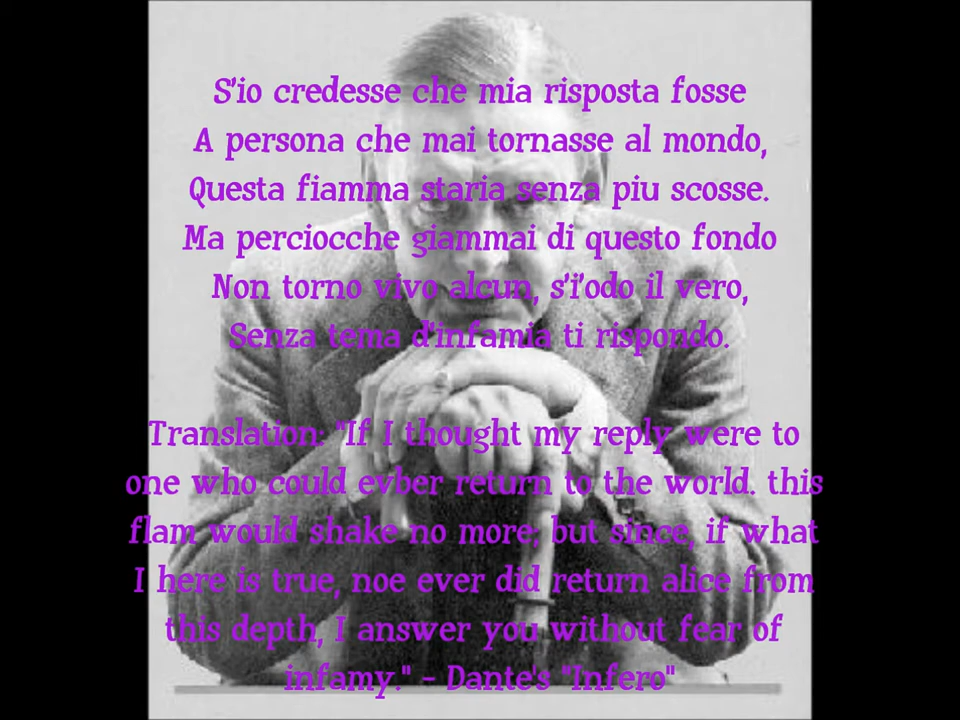 S'io credesse che mia risposta fosse
A persona che mai tornasse al mondo,
Questa fiamma staria senza piu scosse.
Ma perciocche giammai di questo fondo
Non torno vivo alcun, s'i'odo il vero,
Senza tema d'infamia ti rispondo.
Translation: "If I thought my reply were to
one who could evber return to the world. this
flam would shake no more; but since, if what
I here is true, noe ever did return alice from
this depth, I answer you without fear of
infamy." - Dante's "Infero"